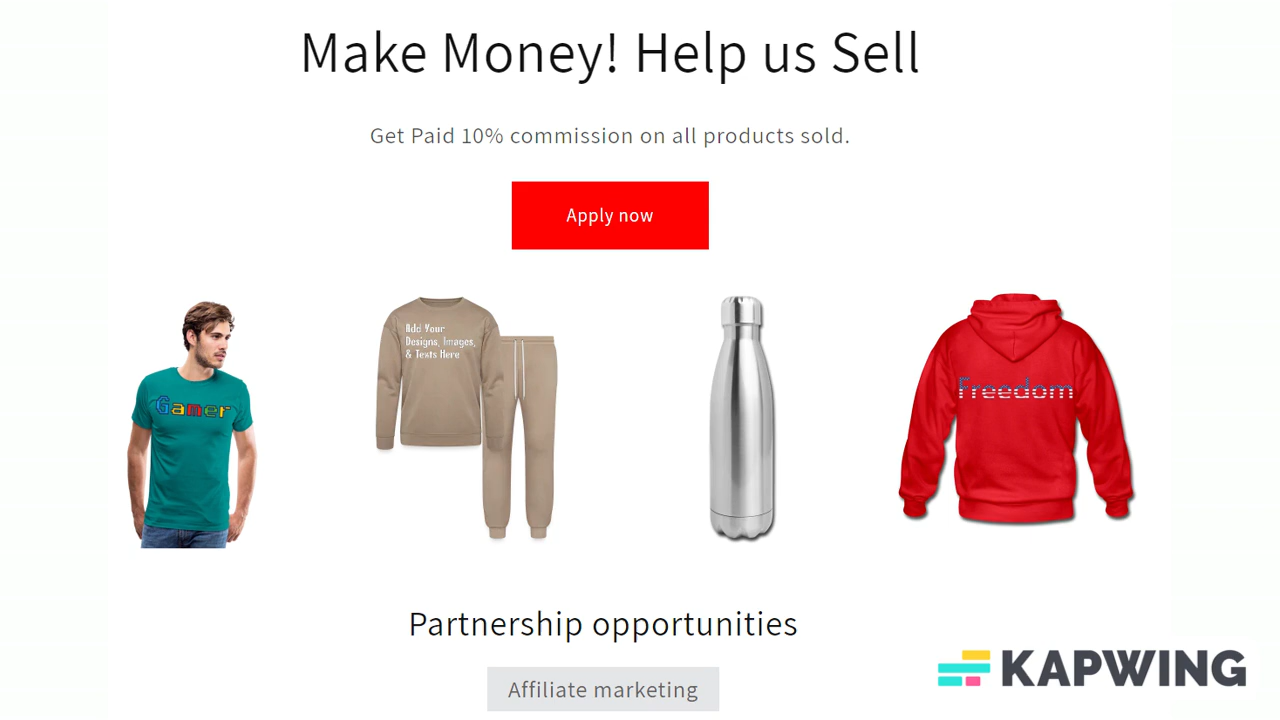 Make Money! Help us Sell
Get Paid 10% commission on all products sold.
Apply now
Gamer
Add Your
Designs, Images,
& Texts Here
Freedom
Partnership opportunities
Affiliate marketing
KAPWING